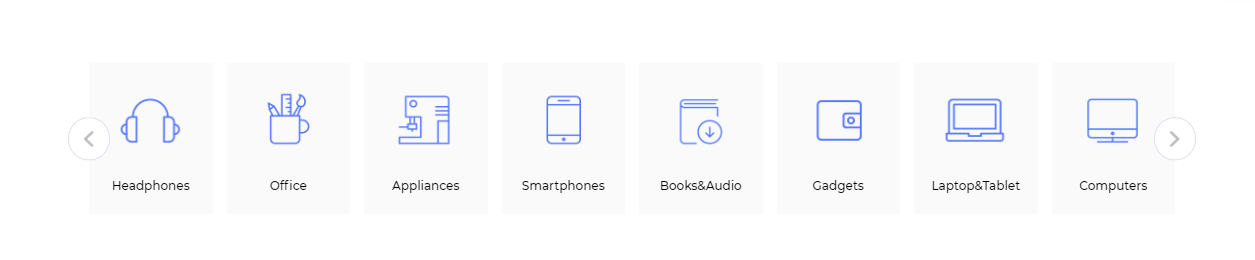 Headphones
Office
Appliances
Smartphones
Books&Audio
Gadgets
Laptop&Tablet
Computers